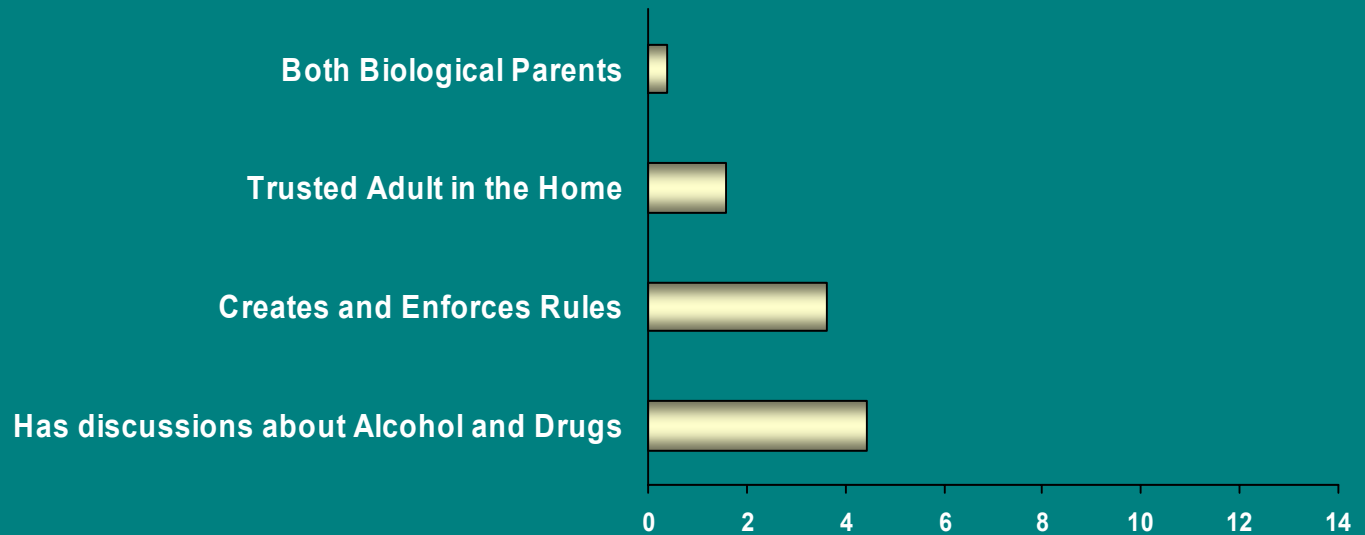 Both Biological Parents
Trusted Adult in the Home
Creates and Enforces Rules
Has discussions about Alcohol and Drugs
0 2 4 6 8 10 12 14